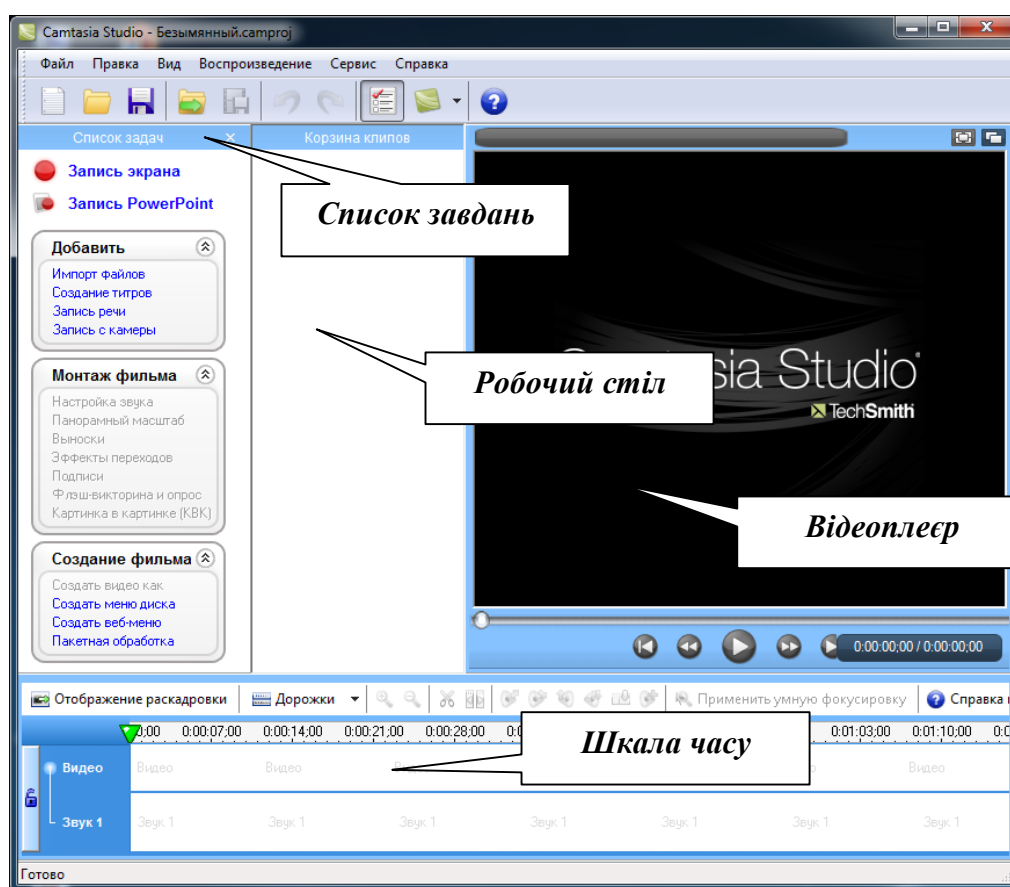 Camtasia Studio - Безымянный.camproj
Файл Правка Вид Воспроизведение Сервис Справка
Список задач Корзина клипов
Запись экрана
Запись PowerPoint
Список завдань
Добавить
Импорт файлов
Создание титров
Запись речи
Запись с камеры
Робочий стіл
Studio
TechSmith
Монтаж фильма
Настройка звука
Панорамный масштаб
Выноски
Эффекты переходов
Подписи
Флэш-викторина и опрос
Картинка в картинке (КВК)
Відеоплеєр
Создание фильма
Создать видео как
Создать меню диска
Создать веб-меню
Пакетная обработка
0:00:00;00 / 0:00:00;00
Отображение раскадровки Дорожки Применить умную фокусировку Справка
0:00:07;00 0:00:14;00 0:00:21;00 0:00:28;00 0:01:03;00 0:01:10;00
Шкала часу
Видео Видео Видео Видео Видео
Звук 1 Звук 1 Звук 1 Звук 1 Звук 1 Звук 1 Звук 1 Звук 1
Готово